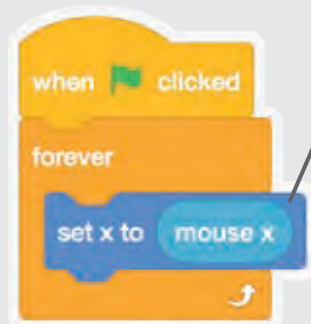 when clicked
forever
set x to mouse x